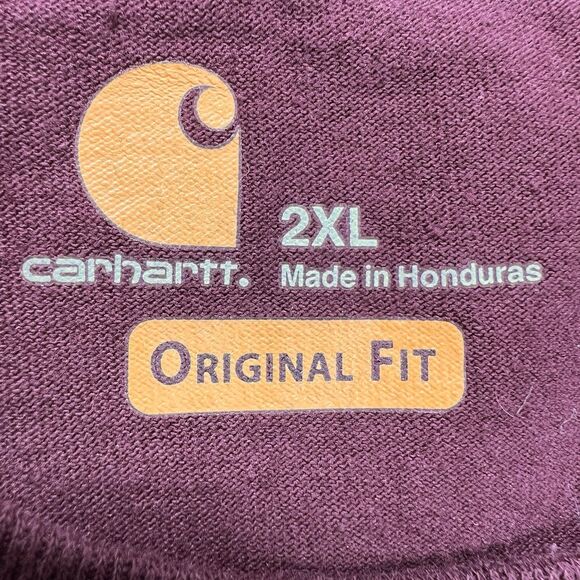 2XL
carhartt.
Made in Honduras
ORIGINAL FIT